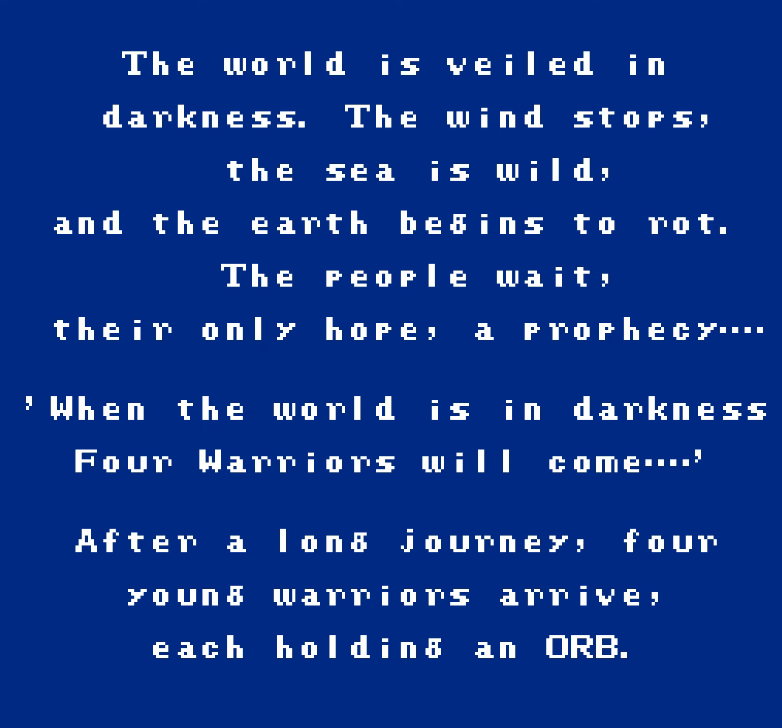 The world is veiled in
darkness. The wind stops,
the sea is wild,
and the earth begins to rot.
The people wait,
their only hope, a prophecy....
'When the world is in darkness
Four Warriors will come....'
After a long journey, four
young warriors arrive,
each holding an ORB.